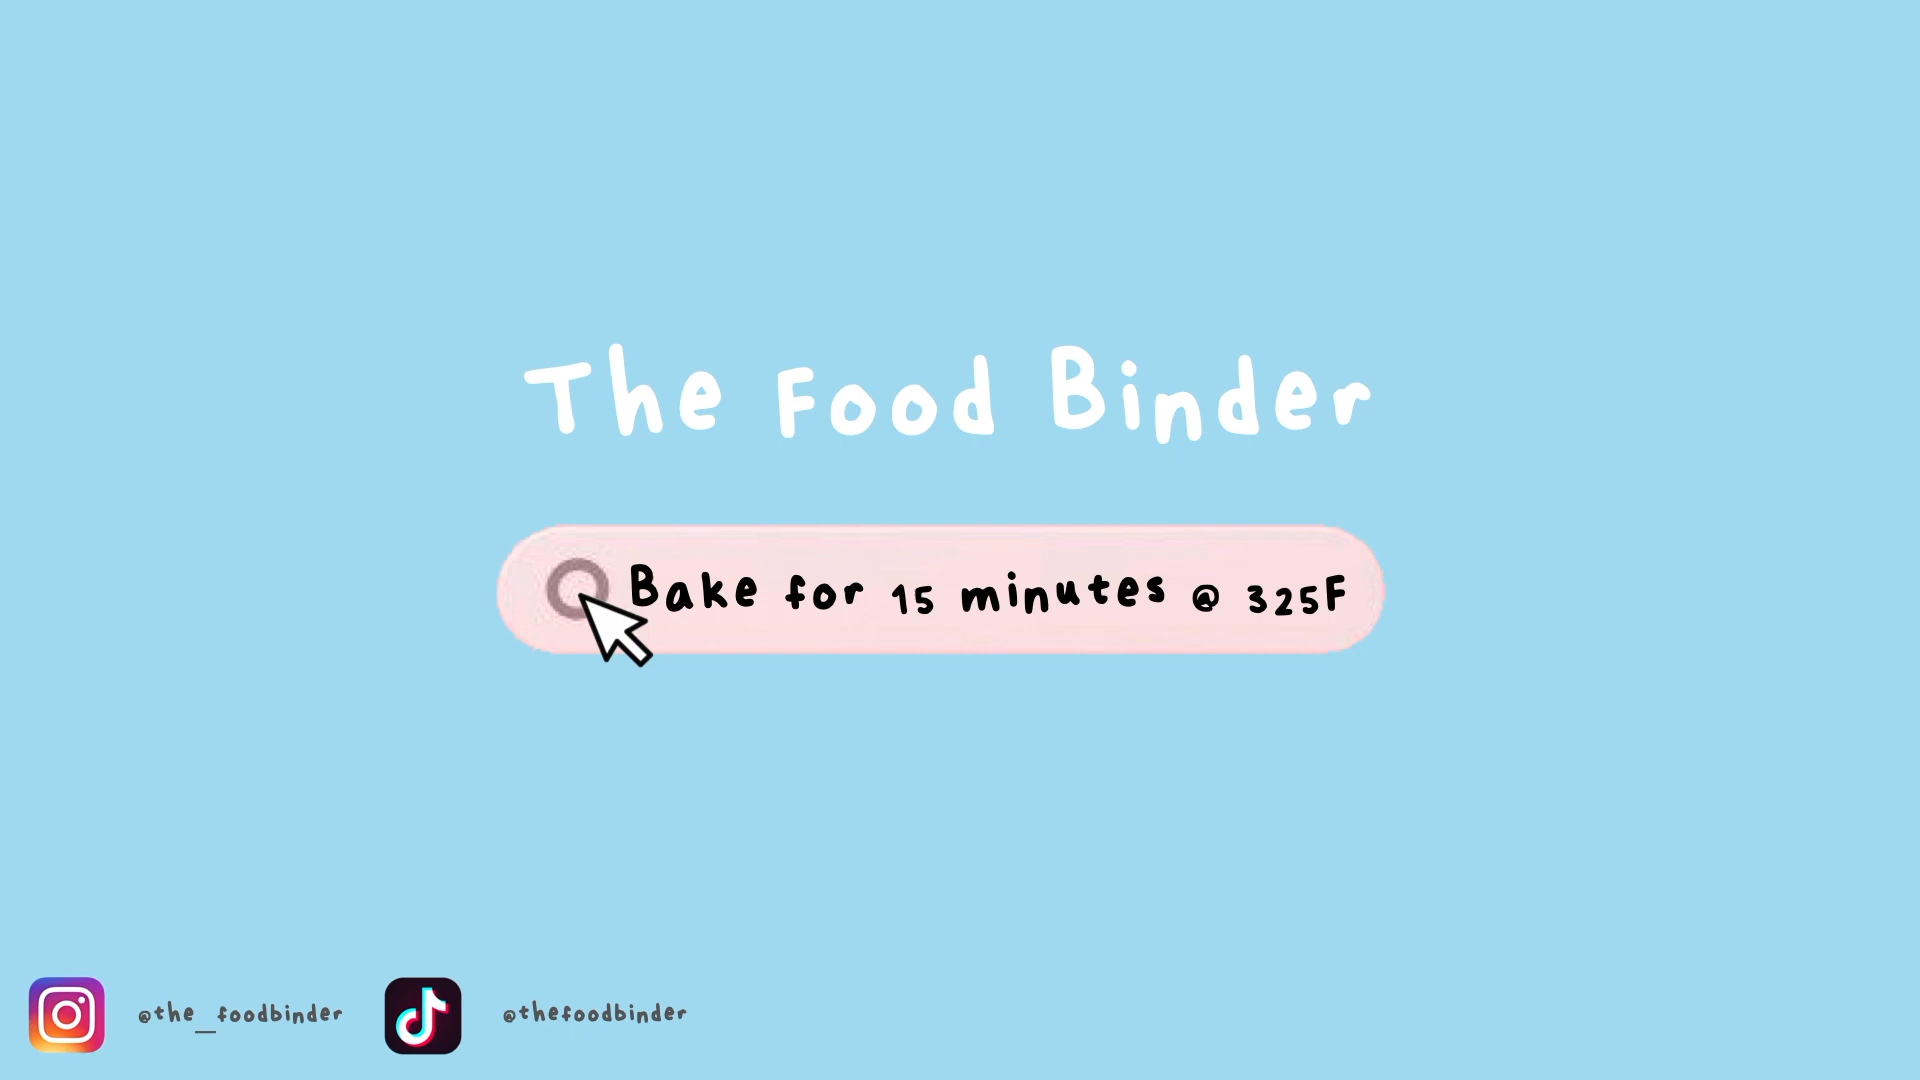 The Food Binder
Bake for 15 minutes @ 325F
@the_foodbinder
@thefoodbinder